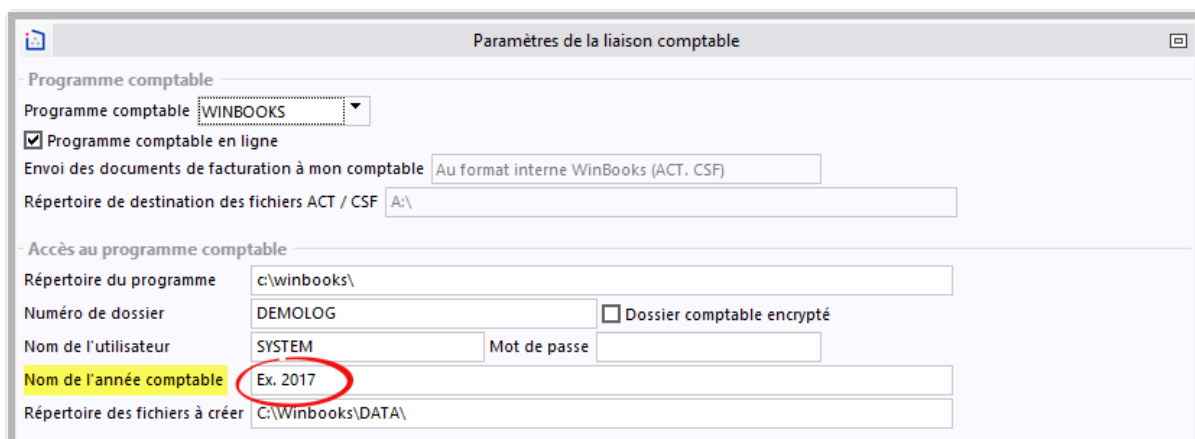 Paramètres de la liaison comptable
Programme comptable
Programme comptable WINBOOKS
Programme comptable en ligne
Envoi des documents de facturation à mon comptable Au format interne WinBooks (ACT. CSF)
Répertoire de destination des fichiers ACT / CSF A:\
Accès au programme comptable
Répertoire du programme c:\winbooks\
Numéro de dossier DEMOLOG Dossier comptable encrypté
Nom de l'utilisateur SYSTEM Mot de passe
Nom de l'année comptable Ex. 2017
Répertoire des fichiers à créer C:\Winbooks\DATA\